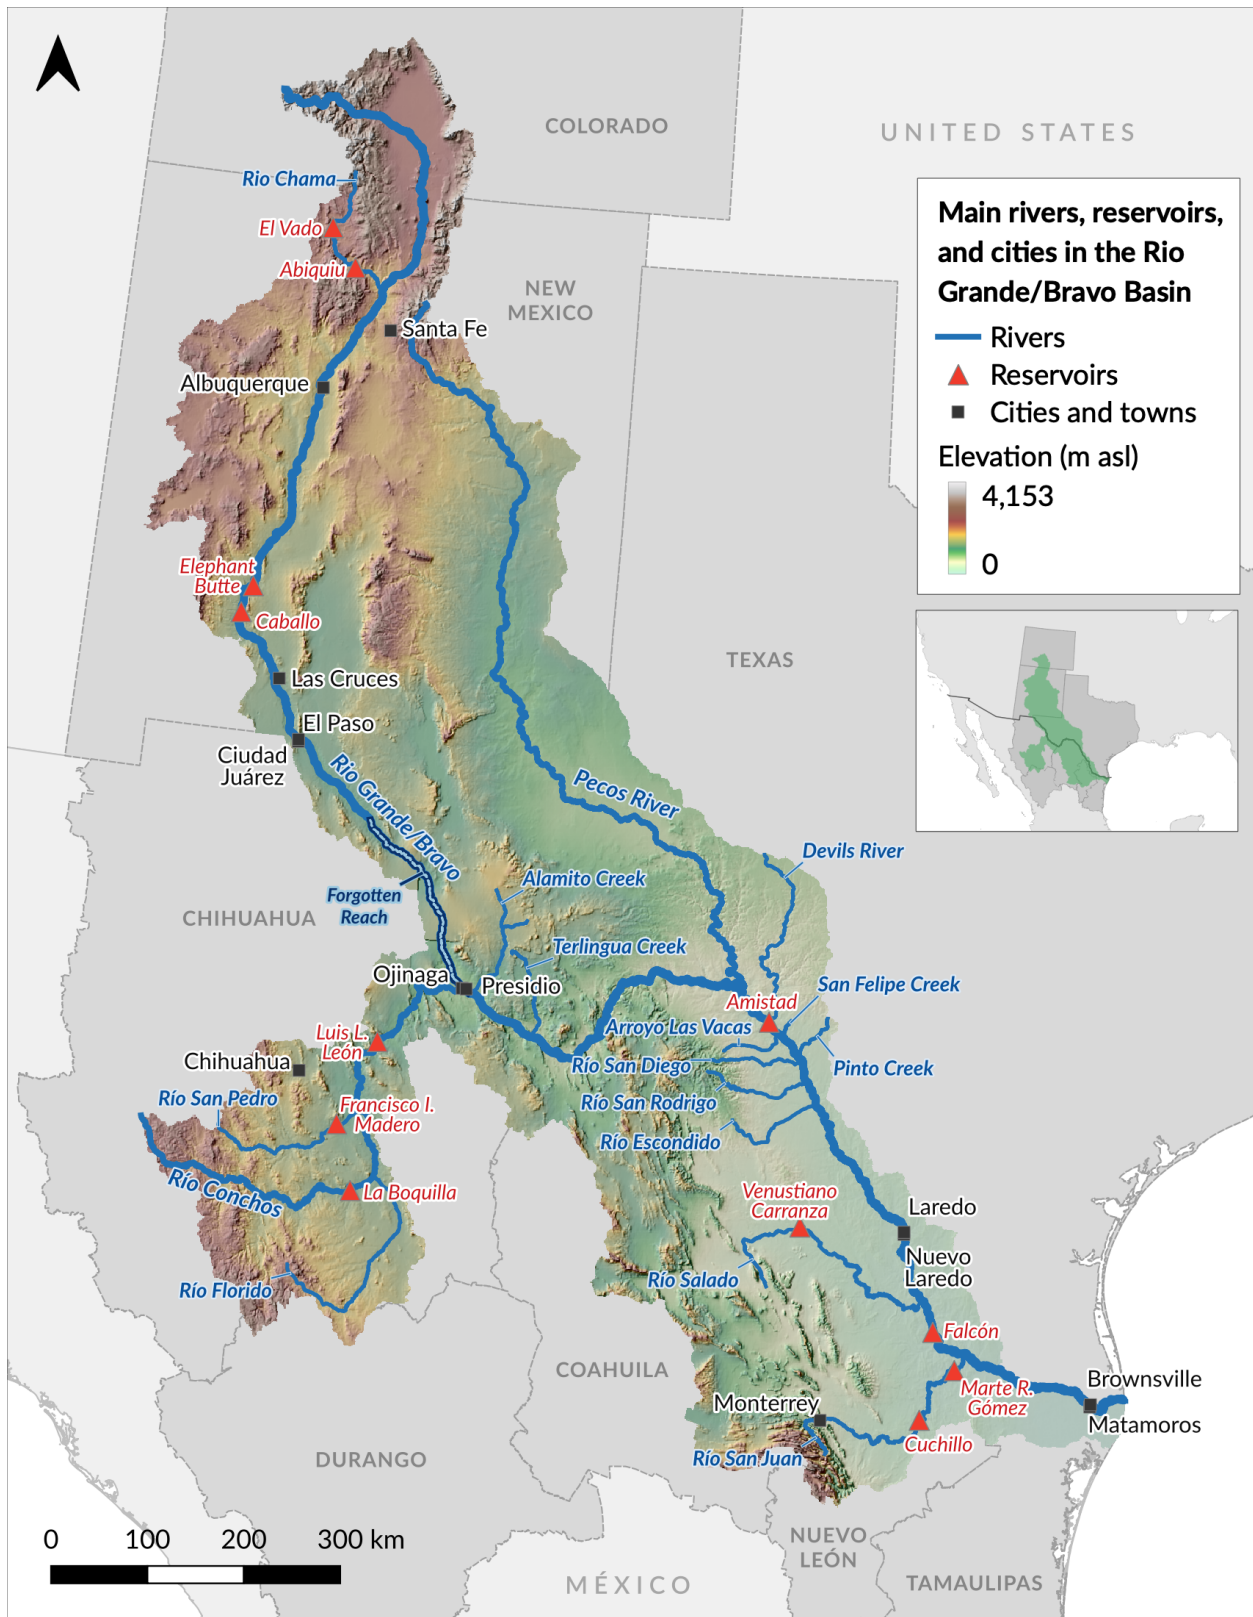 COLORADO
UNITED STATES
Rio Chama
El Vado
Abiquiu
NEW
MEXICO
Santa Fe
Albuquerque
Main rivers, reservoirs,
and cities in the Rio
Grande/Bravo Basin
Rivers
Reservoirs
Cities and towns
Elevation (m asl)
4,153
0
Elephant
Butte
Caballo
TEXAS
Las Cruces
El Paso
Ciudad
Juárez
Rio Grande/Bravo
Pecos River
Devils River
Alamito Creek
Forgotten
Reach
CHIHUAHUA
Terlingua Creek
Ojinaga
Presidio
San Felipe Creek
Amistad
Arroyo Las Vacas
Luis L.
León
Chihuahua
Río San Diego
Pinto Creek
Río San Pedro
Francisco I.
Madero
Río San Rodrigo
Río Escondido
Río Conchos
La Boquilla
Venustiano
Carranza
Laredo
Nuevo
Laredo
Río Salado
Río Florido
Falcón
COAHUILA
Brownsville
Marte R.
Gómez
Monterrey
Matamoros
Cuchillo
Río San Juan
DURANGO
0 100 200 300 km
NUEVO
LEÓN
MÉXICO
TAMAULIPAS